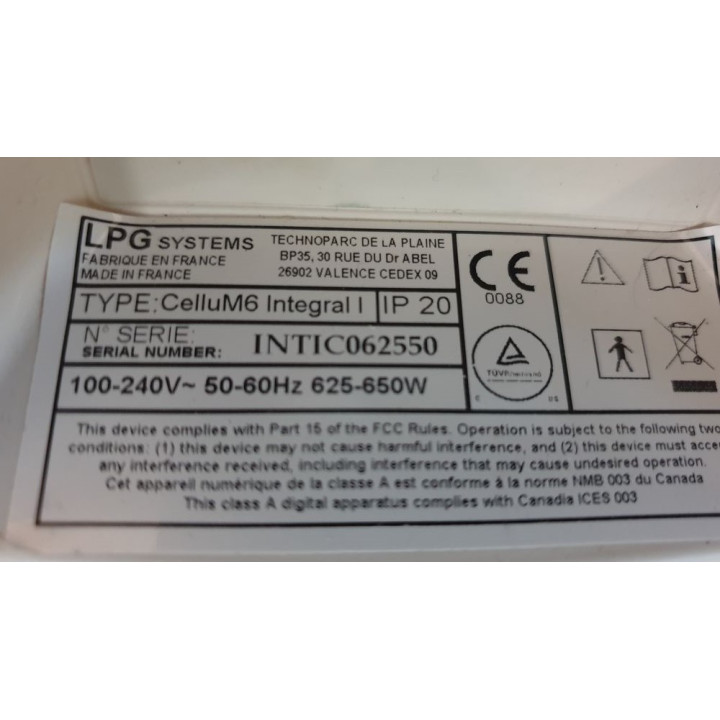 LPG SYSTEMS
FABRIQUE EN FRANCE
MADE IN FRANCE
TECHNOPARC DE LA PLAINE
BP35, 30 RUE DU Dr ABEL
26902 VALENCE CEDEX 09
TYPE: CelluM6 Integral I IP 20
N° SERIE:
SERIAL NUMBER: INTIC062550
100-240V~ 50-60Hz 625-650W
CE
0088
TÜV
C US
This device complies with Part 15 of the FCC Rules. Operation is subject to the following two
conditions: (1) this device may not cause harmful interference, and (2) this device must acce
any interference received, including interference that may cause undesired operation.
Cet appareil numérique de la classe A est conforme à la norme NMB 003 du Canada
This class A digital apparatus complies with Canadia ICES 003